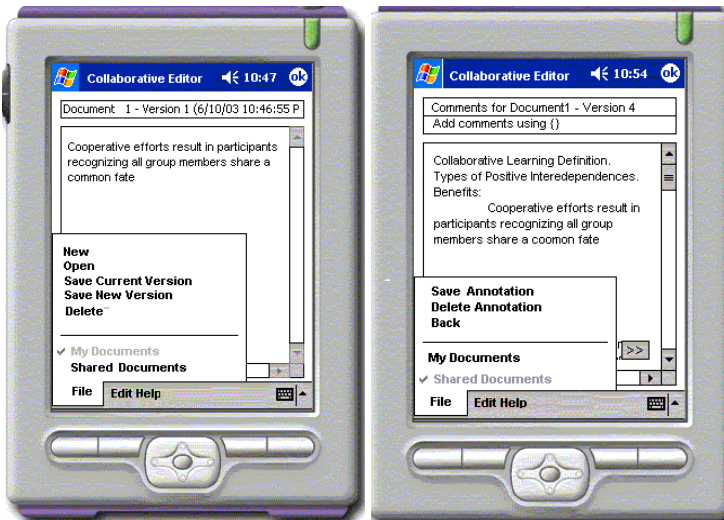 Collaborative Editor 10:47 ok
Document 1 - Version 1 (6/10/03 10:46:55 P
Cooperative efforts result in participants
recognizing all group members share a
common fate
New
Open
Save Current Version
Save New Version
Delete
My Documents
Shared Documents
File Edit Help
Collaborative Editor 10:54 ok
Comments for Document1 - Version 4
Add comments using {}
Collaborative Learning Definition.
Types of Positive Interedependences.
Benefits:
Cooperative efforts result in
participants recognizing all group
members share a coomon fate
Save Annotation
Delete Annotation
Back
>>
My Documents
Shared Documents
File Edit Help